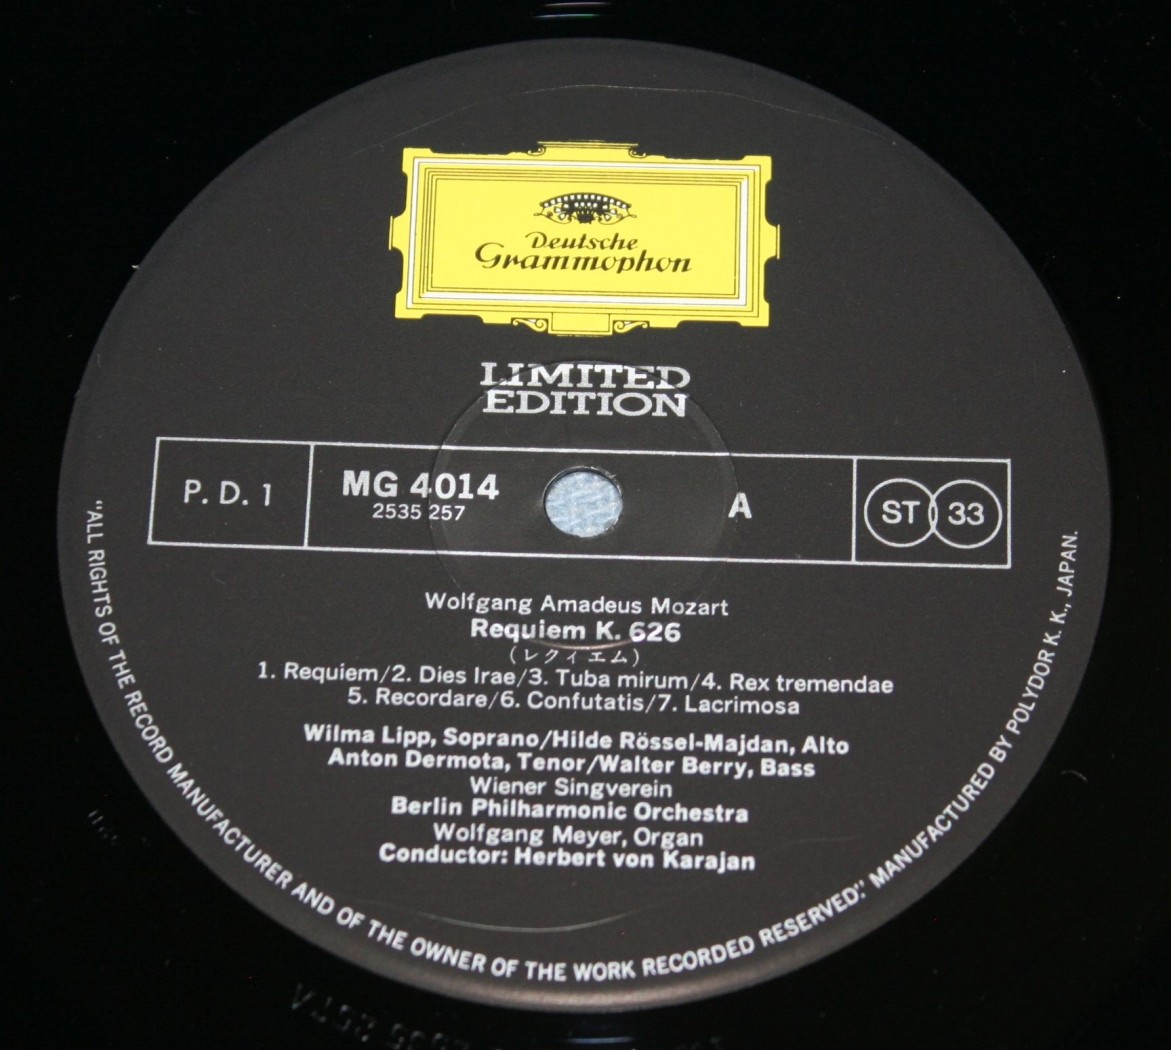 Deutsche
Grammophon
LIMITED
EDITION
P. D. 1
MG 4014
2535 257
A
ST 33
Wolfgang Amadeus Mozart
Requiem K. 626
(レクィエム)
1. Requiem/2. Dies Irae/3. Tuba mirum/4. Rex tremendae
5. Recordare/6. Confutatis/7. Lacrimosa
Wilma Lipp, Soprano/Hilde Rössel-Majdan, Alto
Anton Dermota, Tenor/Walter Berry, Bass
Wiener Singverein
Berlin Philharmonic Orchestra
Wolfgang Meyer, Organ
Conductor: Herbert von Karajan
"ALL RIGHTS OF THE RECORD MANUFACTURER AND OF THE OWNER OF THE WORK RECORDED RESERVED." MANUFACTURED BY POLYDOR K. K., JAPAN.